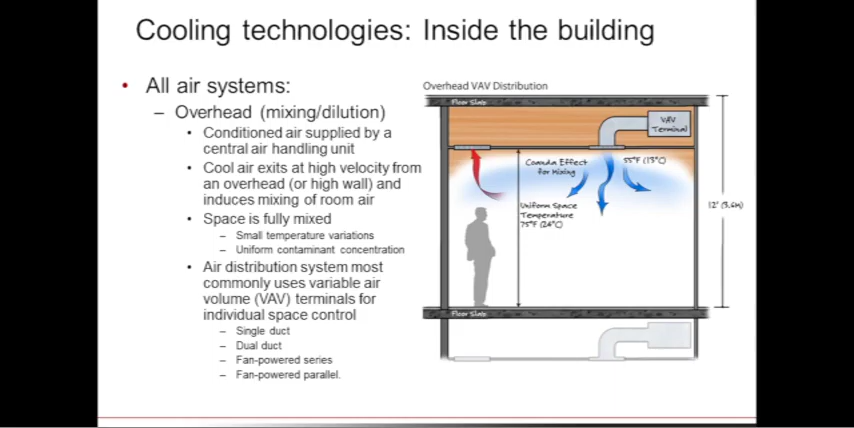 Cooling technologies: Inside the building
• All air systems:
– Overhead (mixing/dilution)
• Conditioned air supplied by a
central air handling unit
• Cool air exits at high velocity from
an overhead (or high wall) and
induces mixing of room air
• Space is fully mixed
– Small temperature variations
– Uniform contaminant concentration
• Air distribution system most
commonly uses variable air
volume (VAV) terminals for
individual space control
– Single duct
– Dual duct
– Fan-powered series
– Fan-powered parallel.
Overhead VAV Distribution
Floor Slab
VAV
Terminal
Coanda Effect
for Mixing
55°F (13°C)
Uniform Space
Temperature
75°F (24°C)
12' (3.6M)
Floor Slab